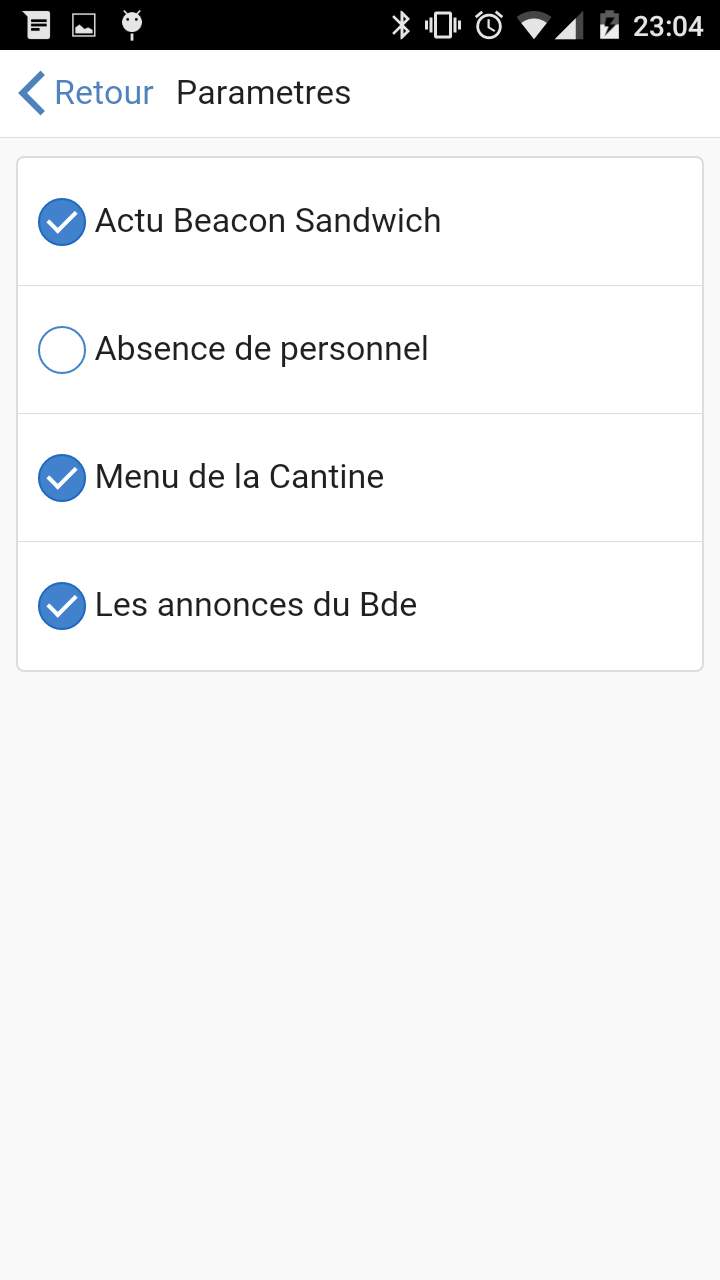 23:04
Retour Parametres
Actu Beacon Sandwich
Absence de personnel
Menu de la Cantine
Les annonces du Bde